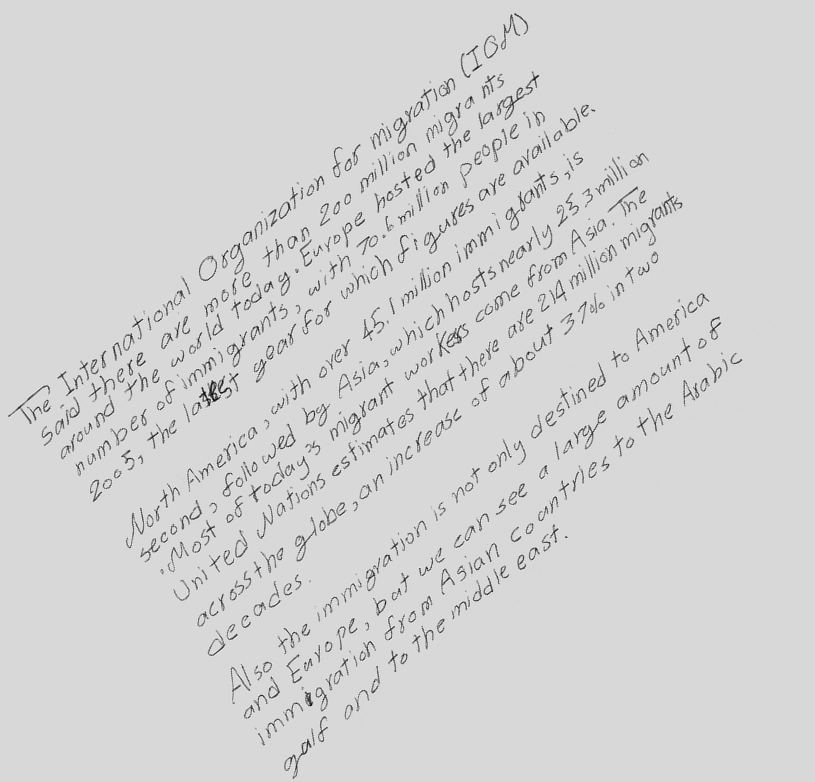 The International Organization for migration (IOM)
said there are more than 200 million migrants
around the world today. Europe hosted the largest
number of immigrants, with 70.6 million people in
2005, the latest year for which figures are available.
North America, with over 45.1 million immigrants, is
second, followed by Asia, which hosts nearly 25.3 million
. Most of today's migrant workers come from Asia. The
United Nations estimates that there are 214 million migrants
across the globe, an increase of about 37% in two
decades.
Also the immigration is not only destined to America
and Europe, but we can see a large amount of
immigration from Asian countries to the Arabic
gulf and to the middle east.